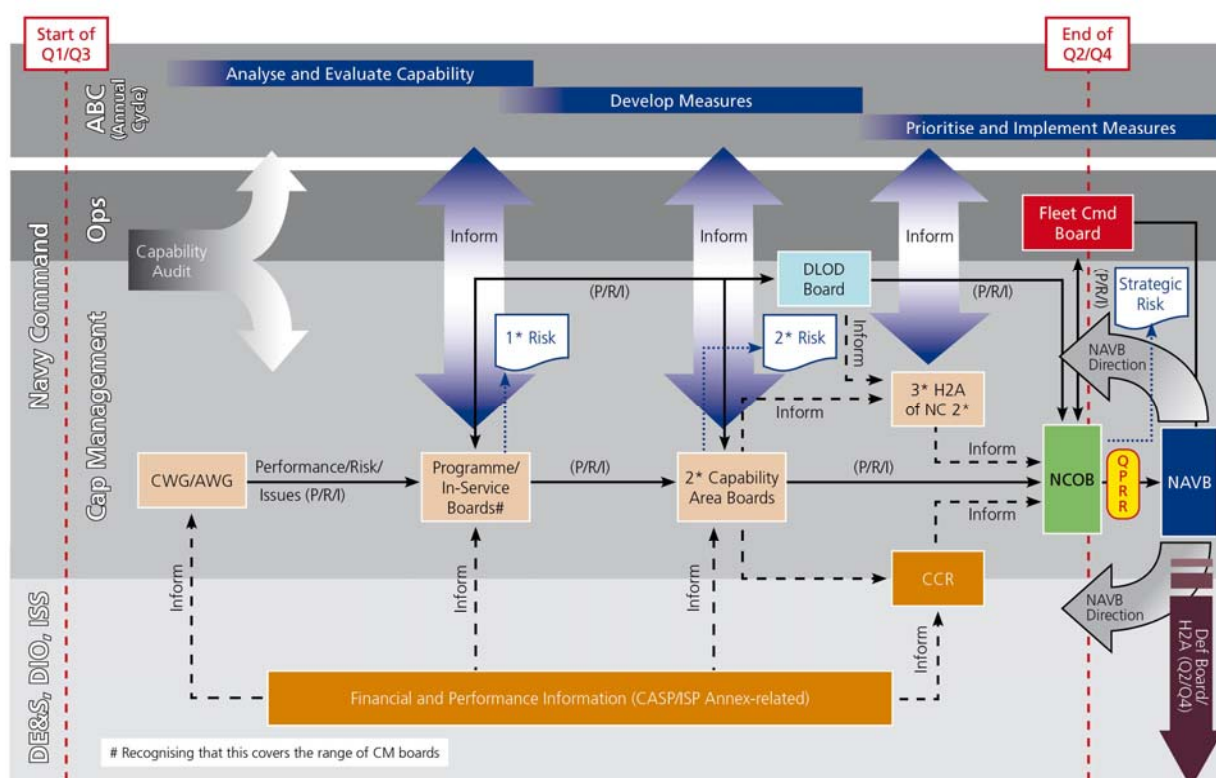 Start of
Q1/Q3
End of
Q2/Q4
ABC
(Annual
Cycle)
Analyse and Evaluate Capability
Develop Measures
Prioritise and Implement Measures
Navy Command
Ops
Cap Management
DE&S, DIO, ISS
Capability
Audit
Inform
Inform
Inform
Fleet Cmd
Board
DLOD
Board
(P/R/I)
(P/R/I)
(P/R/I)
Strategic
Risk
1* Risk
2* Risk
Inform
NAVB
Direction
3* H2A
of NC 2*
Inform
Inform
CWG/AWG
Performance/Risk/
Issues (P/R/I)
Programme/
In-Service
Boards#
(P/R/I)
2* Capability
Area Boards
(P/R/I)
NCOB
QPRR
NAVB
Inform
CCR
Inform
Inform
Inform
Inform
NAVB
Direction
Def Board/
H2A (Q2/Q4)
Financial and Performance Information (CASP/ISP Annex-related)
# Recognising that this covers the range of CM boards